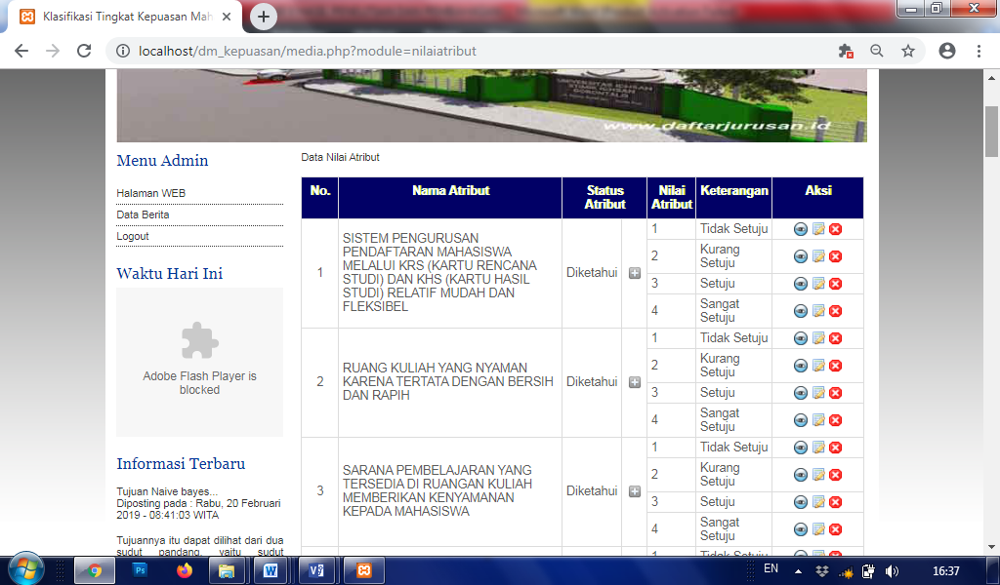 Klasifikasi Tingkat Kepuasan Mah
localhost/dm_kepuasan/media.php?module=nilaiatribut
UNIVERSITAS ICHSAN
GORONTALO
www.daftarjurusan.id
Menu Admin
Halaman WEB
Data Berita
Logout
Waktu Hari Ini
Adobe Flash Player is
blocked
Informasi Terbaru
Tujuan Naive bayes...
Diposting pada : Rabu, 20 Februari
2019 - 08:41:03 WITA
Tujuannya itu dapat dilihat dari dua
sudut pandang, yaitu sudut
Data Nilai Atribut
No. Nama Atribut Status Atribut Nilai Atribut Keterangan Aksi
1
SISTEM PENGURUSAN
PENDAFTARAN MAHASISWA
MELALUI KRS (KARTU RENCANA
STUDI) DAN KHS (KARTU HASIL
STUDI) RELATIF MUDAH DAN
FLEKSIBEL
Diketahui
1 Tidak Setuju
2 Kurang Setuju
3 Setuju
4 Sangat Setuju
2
RUANG KULIAH YANG NYAMAN
KARENA TERTATA DENGAN BERSIH
DAN RAPIH
Diketahui
1 Tidak Setuju
2 Kurang Setuju
3 Setuju
4 Sangat Setuju
3
SARANA PEMBELAJARAN YANG
TERSEDIA DI RUANGAN KULIAH
MEMBERIKAN KENYAMANAN
KEPADA MAHASISWA
Diketahui
1 Tidak Setuju
2 Kurang Setuju
3 Setuju
4 Sangat Setuju
1 Tidak Setuju
EN
16:37